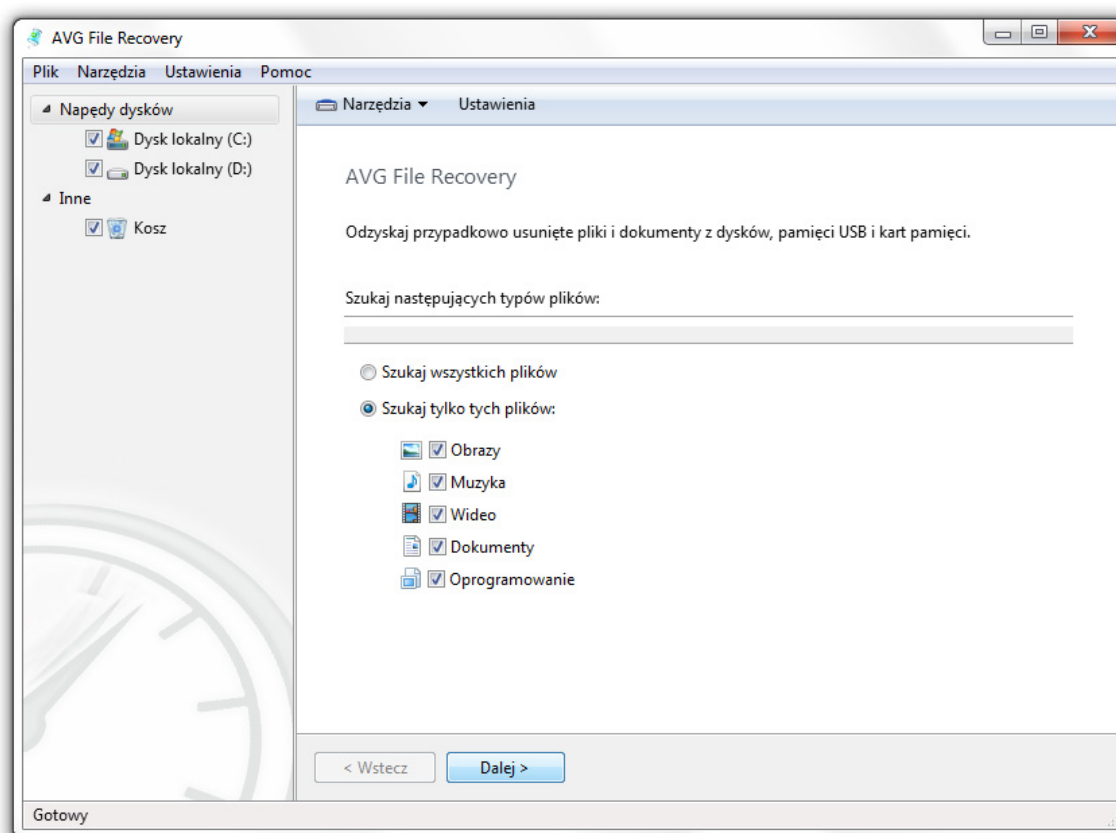 AVG File Recovery
Plik Narzędzia Ustawienia Pomoc
Napędy dysków
Dysk lokalny (C:)
Dysk lokalny (D:)
Inne
Kosz
Narzędzia Ustawienia
AVG File Recovery
Odzyskaj przypadkowo usunięte pliki i dokumenty z dysków, pamięci USB i kart pamięci.
Szukaj następujących typów plików:
Szukaj wszystkich plików
Szukaj tylko tych plików:
Obrazy
Muzyka
Wideo
Dokumenty
Oprogramowanie
< Wstecz
Dalej >
Gotowy